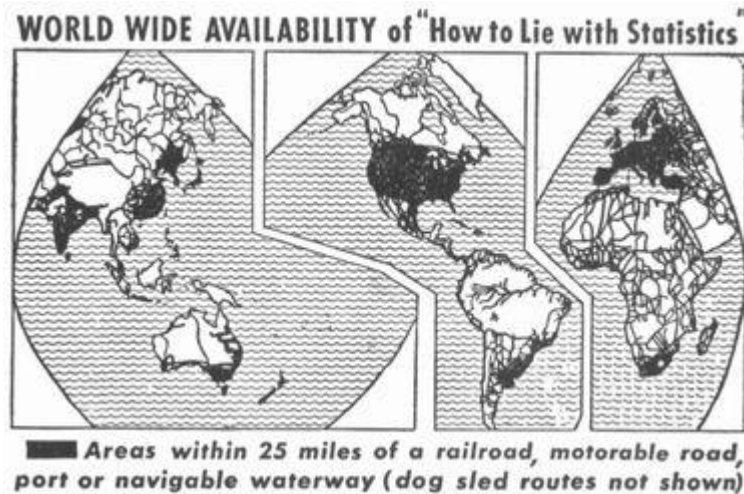 WORLD WIDE AVAILABILITY of "How to Lie with Statistics"
Areas within 25 miles of a railroad, motorable road,
port or navigable waterway (dog sled routes not shown)